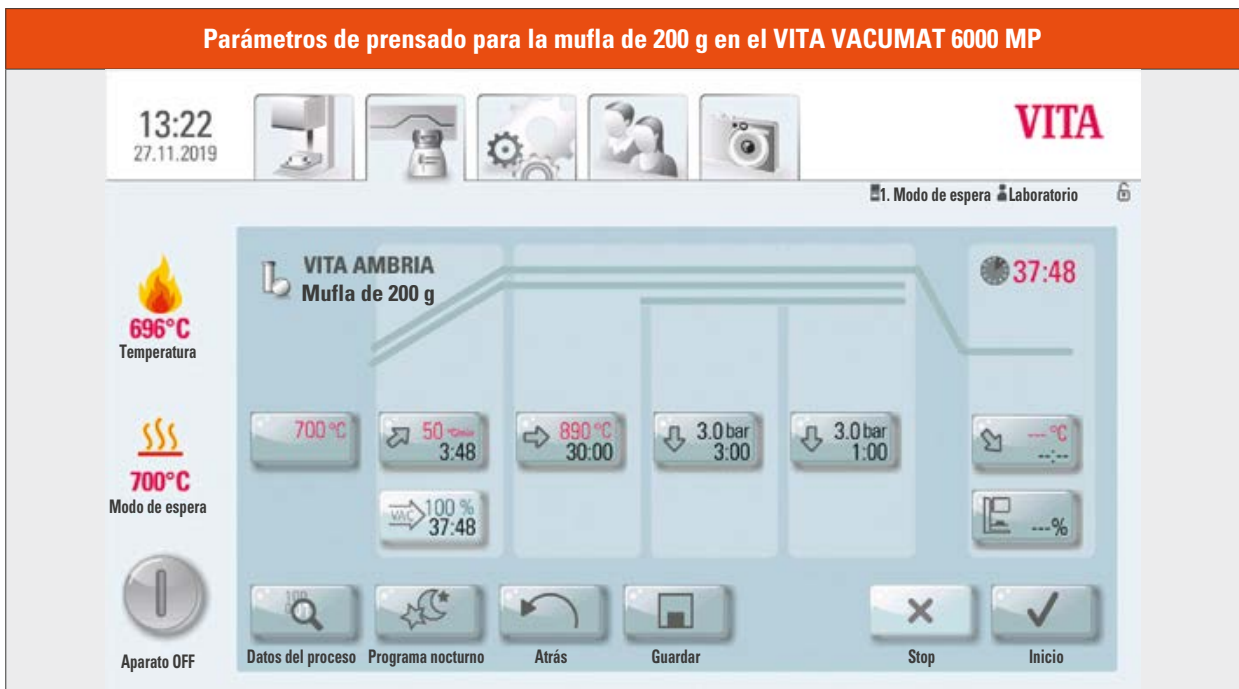 Parámetros de prensado para la mufla de 200 g en el VITA VACUMAT 6000 MP
13:22
27.11.2019
VITA
1. Modo de espera Laboratorio
VITA AMBRIA
Mufla de 200 g
37:48
696°C
Temperatura
700°C
Modo de espera
700°C
50 °C/min
3:48
890°C
30:00
3.0 bar
3:00
3.0 bar
1:00
---°C
--:--
VAC 100 %
37:48
---%
Aparato OFF
Datos del proceso
Programa nocturno
Atrás
Guardar
Stop
Inicio